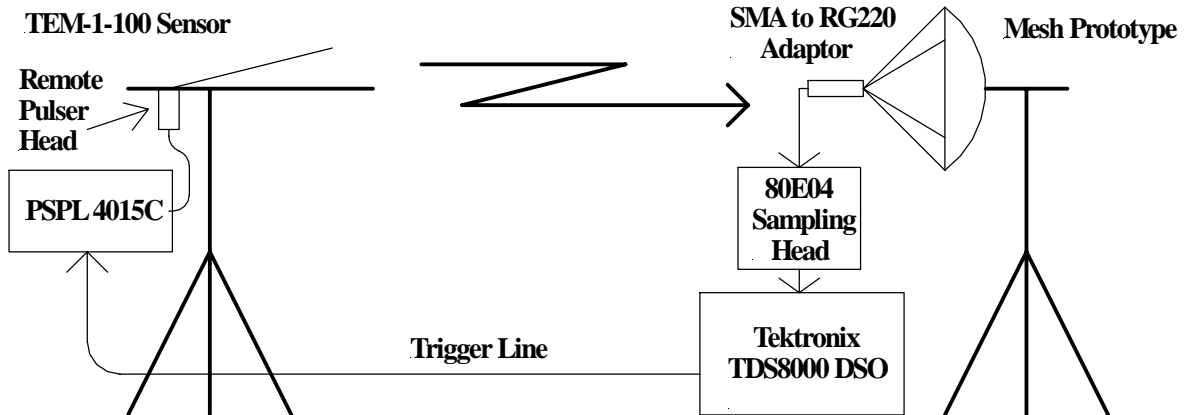 TEM-1-100 Sensor
Remote
Pulser
Head
PSPL 4015C
SMA to RG220
Adaptor
Mesh Prototype
80E04
Sampling
Head
Tektronix
TDS8000 DSO
Trigger Line